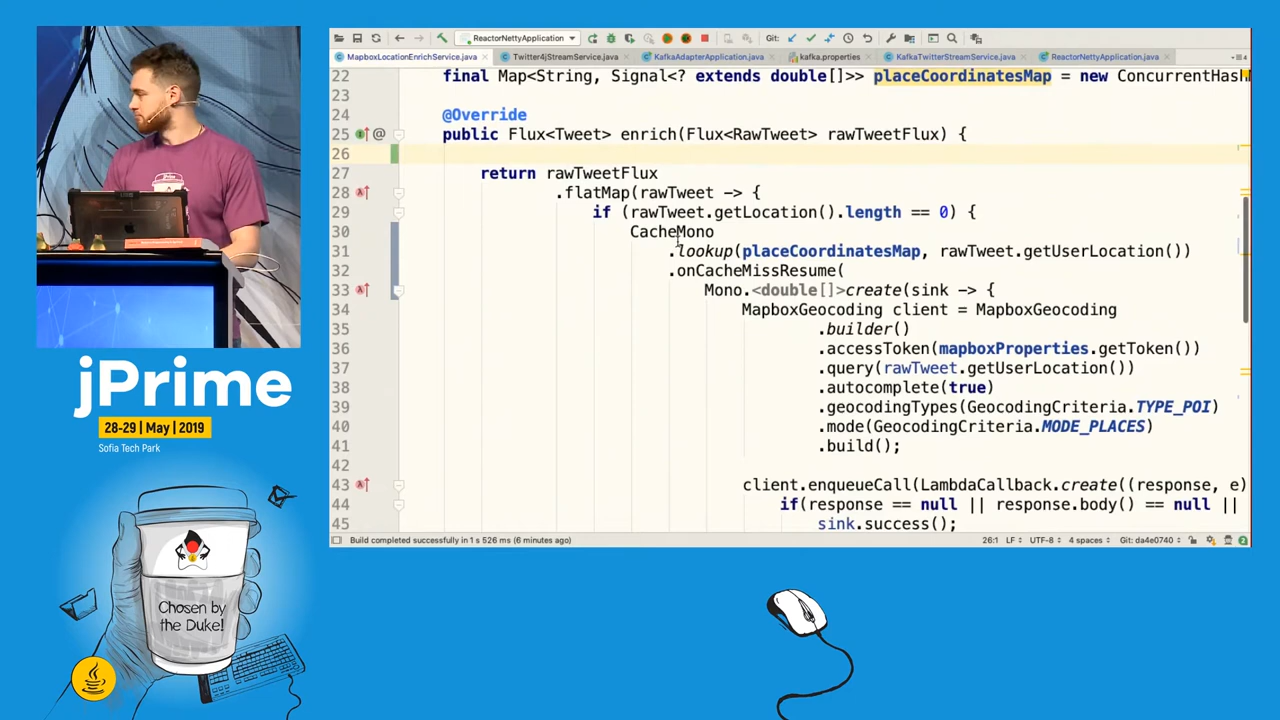 jPrime
28-29 | May | 2019
Sofia Tech Park
Chosen by
the Duke!
ReactorNettyApplication
Git:
MapboxLocationEnrichService.java
Twitter4jStreamService.java
KafkaAdapterApplication.java
kafka.properties
KafkaTwitterStreamService.java
ReactorNettyApplication.java
22 final Map<String, Signal<? extends double[]>> placeCoordinatesMap = new ConcurrentHash
23
24 @Override
25 @ public Flux<Tweet> enrich(Flux<RawTweet> rawTweetFlux) {
26
27 return rawTweetFlux
28 .flatMap(rawTweet -> {
29 if (rawTweet.getLocation().length == 0) {
30 CacheMono
31 .lookup(placeCoordinatesMap, rawTweet.getUserLocation())
32 .onCacheMissResume(
33 Mono.<double[]>create(sink -> {
34 MapboxGeocoding client = MapboxGeocoding
35 .builder()
36 .accessToken(mapboxProperties.getToken())
37 .query(rawTweet.getUserLocation())
38 .autocomplete(true)
39 .geocodingTypes(GeocodingCriteria.TYPE_POI)
40 .mode(GeocodingCriteria.MODE_PLACES)
41 .build();
42
43 client.enqueueCall(LambdaCallback.create((response, e)
44 if(response == null || response.body() == null ||
45 sink.success();
Build completed successfully in 1 s 526 ms (6 minutes ago)
26:1 LF UTF-8 4 spaces Git: da4e0740